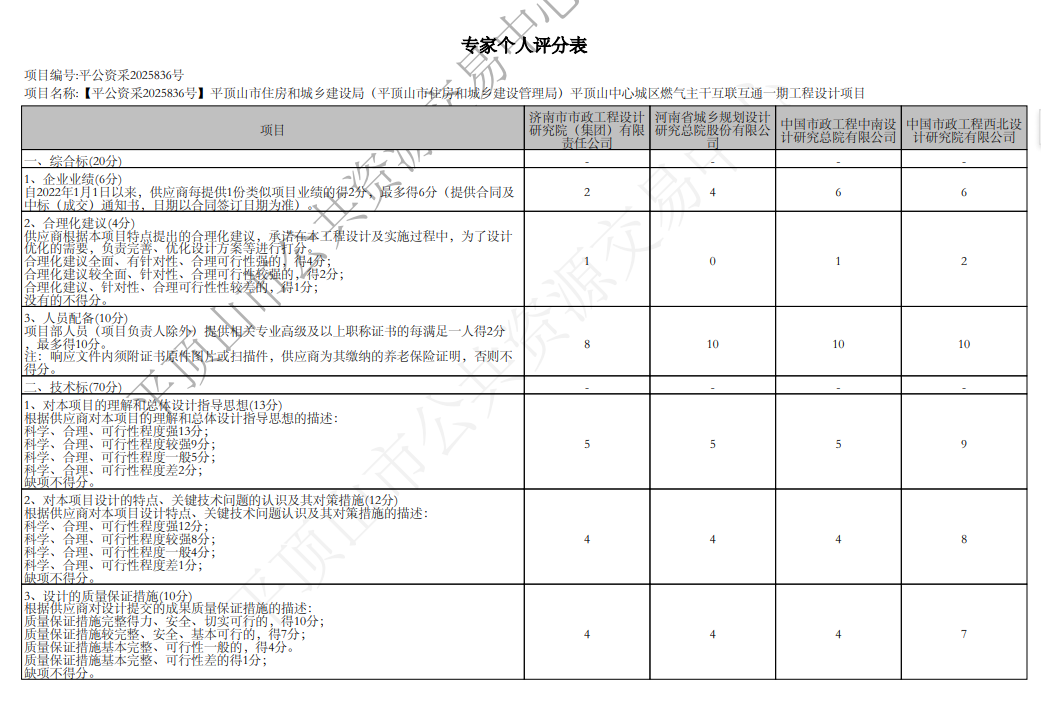 专家个人评分表
项目编号:平公资采2025836号
项目名称:【平公资采2025836号】平顶山市住房和城乡建设局（平顶山市住房和城乡建设管理局）平顶山中心城区燃气主干互联互通一期工程设计项目
项目
济南市市政工程设计
研究院（集团）有限
责任公司
河南省城乡规划设计
研究总院股份有限公
司
中国市政工程中南设
计研究总院有限公司
中国市政工程西北设
计研究院有限公司
一、综合标(20分)
- - - -
1、企业业绩(6分)
自2022年1月1日以来，供应商每提供1份类似项目业绩的得2分，最多得6分（提供合同及
中标（成交）通知书，日期以合同签订日期为准）。
2 4 6 6
2、合理化建议(4分)
供应商根据本项目特点提出的合理化建议，承诺在本工程设计及实施过程中，为了设计
优化的需要，负责完善、优化设计方案等进行打分。
合理化建议全面、有针对性、合理可行性强的，得4分；
合理化建议较全面、针对性、合理可行性较强的，得2分；
合理化建议、针对性、合理可行性性较差的，得1分；
没有的不得分。
1 0 1 2
3、人员配备(10分)
项目部人员（项目负责人除外）提供相关专业高级及以上职称证书的每满足一人得2分
，最多得10分。
注：响应文件内须附证书原件图片或扫描件，供应商为其缴纳的养老保险证明，否则不
得分。
8 10 10 10
二、技术标(70分)
- - - -
1、对本项目的理解和总体设计指导思想(13分)
根据供应商对本项目的理解和总体设计指导思想的描述：
科学、合理、可行性程度强13分；
科学、合理、可行性程度较强9分；
科学、合理、可行性程度一般5分；
科学、合理、可行性程度差2分；
缺项不得分。
5 5 5 9
2、对本项目设计的特点、关键技术问题的认识及其对策措施(12分)
根据供应商对本项目设计特点、关键技术问题认识及其对策措施的描述：
科学、合理、可行性程度强12分；
科学、合理、可行性程度较强8分；
科学、合理、可行性程度一般4分；
科学、合理、可行性程度差1分；
缺项不得分。
4 4 4 8
3、设计的质量保证措施(10分)
根据供应商对设计提交的成果质量保证措施的描述：
质量保证措施完整得力、安全、切实可行的，得10分；
质量保证措施较完整、安全、基本可行的，得7分；
质量保证措施基本完整、可行性一般的，得4分。
质量保证措施基本完整、可行性差的得1分；
缺项不得分。
4 4 4 7
平顶山市公共资源交易中心
平顶山市公共资源交易中